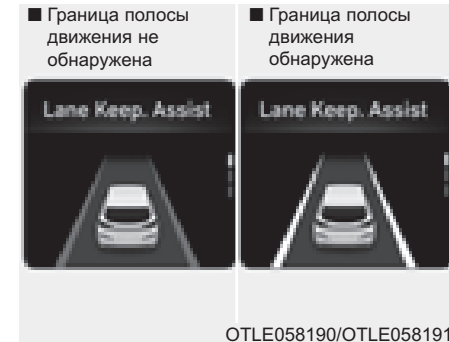 ■ Граница полосы
движения не
обнаружена
■ Граница полосы
движения
обнаружена
Lane Keep. Assist
Lane Keep. Assist
OTLE058190/OTLE058191